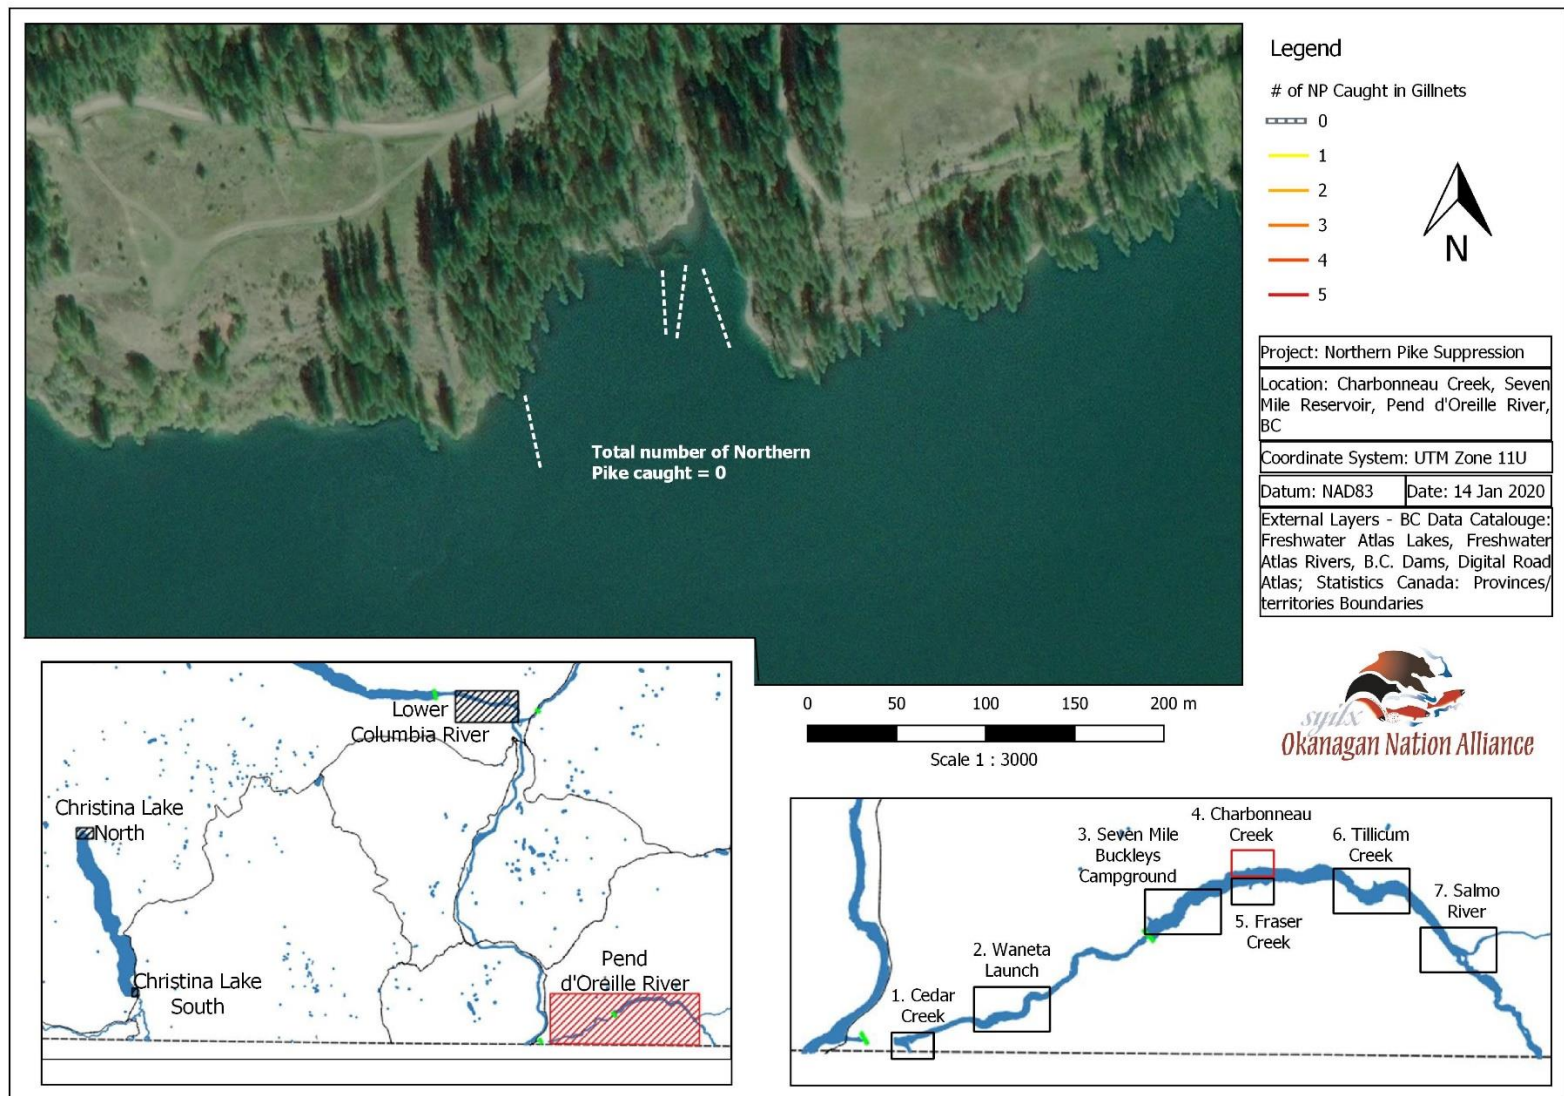 Legend
# of NP Caught in Gillnets
0
1
2
3
4
5
N
Project: Northern Pike Suppression
Location: Charbonneau Creek, Seven
Mile Reservoir, Pend d'Oreille River,
BC
Coordinate System: UTM Zone 11U
Datum: NAD83
Date: 14 Jan 2020
External Layers - BC Data Catalouge:
Freshwater Atlas Lakes, Freshwater
Atlas Rivers, B.C. Dams, Digital Road
Atlas; Statistics Canada: Provinces/
territories Boundaries
Total number of Northern
Pike caught = 0
0 50 100 150 200 m
Scale 1 : 3000
syilx
Okanagan Nation Alliance
Lower
Columbia River
Christina Lake
North
Christina Lake
South
Pend
d'Oreille River
1. Cedar
Creek
2. Waneta
Launch
3. Seven Mile
Buckleys
Campground
4. Charbonneau
Creek
5. Fraser
Creek
6. Tillicum
Creek
7. Salmo
River